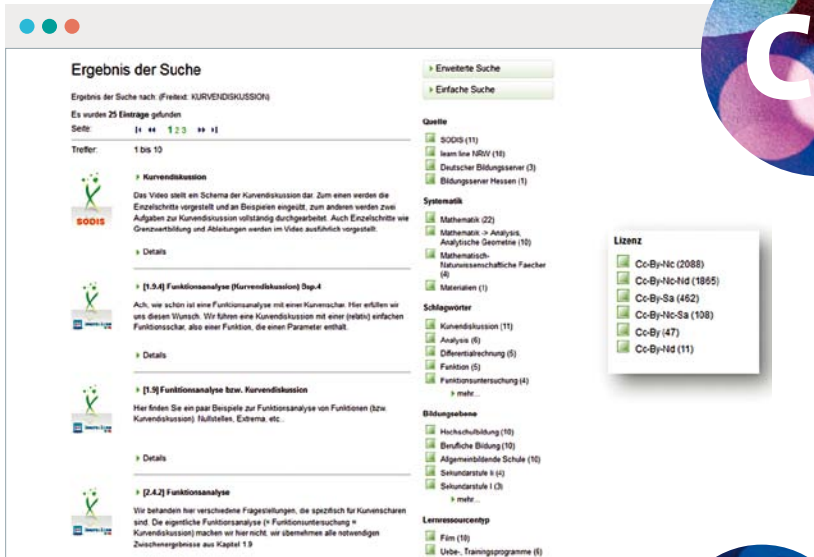 C
Ergebnis der Suche
Ergebnis der Suche nach: (Freitext: KURVENDISKUSSION)
Es wurden 25 Einträge gefunden
Seite:
1 2 3
Treffer:
1 bis 10
SODIS
Kurvendiskussion
Das Video stellt ein Schema der Kurvendiskussion dar. Zum einen werden die
Einzelschritte vorgestellt und an Beispielen eingeübt, zum anderen werden zwei
Aufgaben zur Kurvendiskussion vollständig durchgearbeitet. Auch Einzelschritte wie
Grenzwertbildung und Ableitungen werden im Video ausführlich vorgestellt.
Details
[1.9.4] Funktionsanalyse (Kurvendiskussion) Bsp.4
Ach, wie schön ist eine Funktionsanalyse mit einer Kurvenschar. Hier erfüllen wir
uns diesen Wunsch. Wir führen eine Kurvendiskussion mit einer (relativ) einfachen
Funktionsschar, also einer Funktion, die einen Parameter enthält.
Details
[1.9] Funktionsanalyse bzw. Kurvendiskussion
Hier finden Sie ein paar Beispiele zur Funktionsanalyse von Funktionen (bzw.
Kurvendiskussion). Nullstellen, Extrema, etc...
Details
[2.4.2] Funktionsanalyse
Wir behandeln hier verschiedene Fragestellungen, die spezifisch für Kurvenscharen
sind. Die eigentliche Funktionsanalyse (= Funktionsuntersuchung =
Kurvendiskussion) machen wir hier nicht. wir übernehmen alle notwendigen
Zwischenergebnisse aus Kapitel 1.9
Erweiterte Suche
Einfache Suche
Quelle
SODIS (11)
learn line NRW (10)
Deutscher Bildungsserver (3)
Bildungsserver Hessen (1)
Systematik
Mathematik (22)
Mathematik -> Analysis,
Analytische Geometrie (10)
Mathematisch-
Naturwissenschaftliche Faecher
(4)
Materialien (1)
Schlagwörter
Kurvendiskussion (11)
Analysis (6)
Differentialrechnung (5)
Funktion (5)
Funktionsuntersuchung (4)
mehr...
Bildungsebene
Hochschulbildung (10)
Berufliche Bildung (10)
Allgemeinbildende Schule (10)
Sekundarstufe II (4)
Sekundarstufe I (3)
mehr...
Lernressourcentyp
Film (18)
Uebe-, Trainingsprogramme (6)
Lizenz
Cc-By-Nc (2088)
Cc-By-Nc-Nd (1865)
Cc-By-Sa (462)
Cc-By-Nc-Sa (108)
Cc-By (47)
Cc-By-Nd (11)